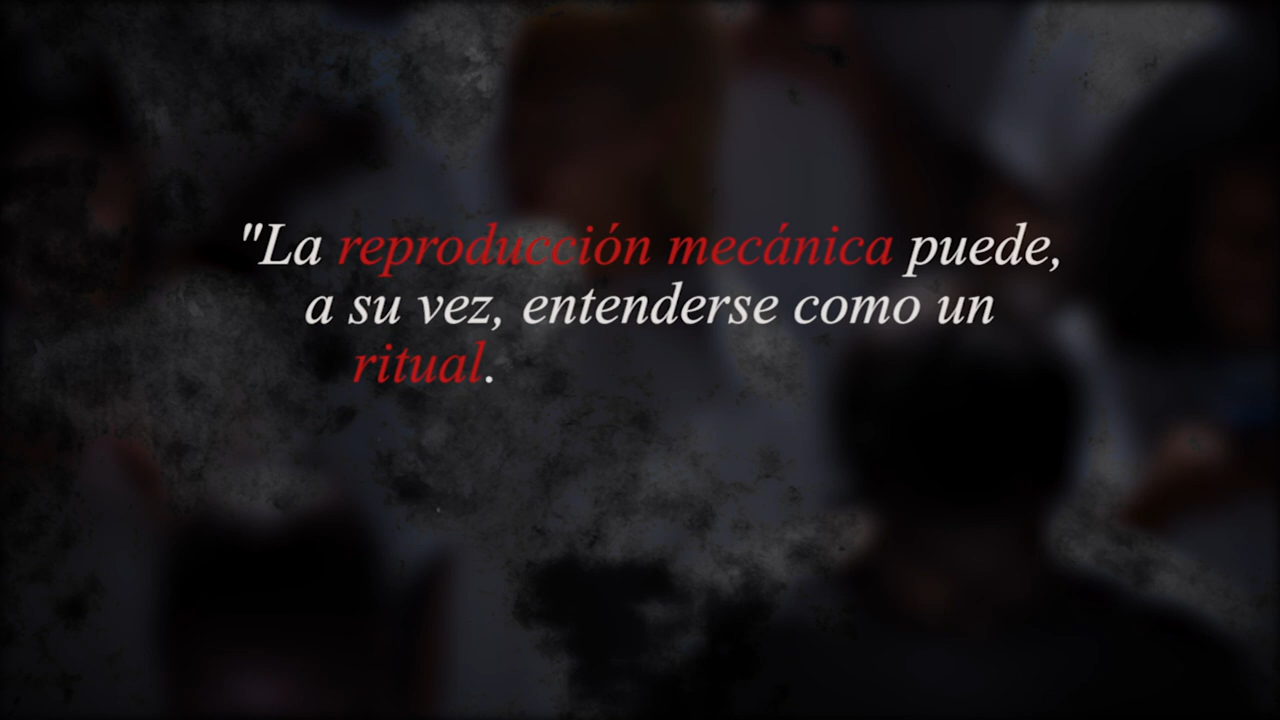 "La reproducción mecánica puede,
a su vez, entenderse como un
ritual.